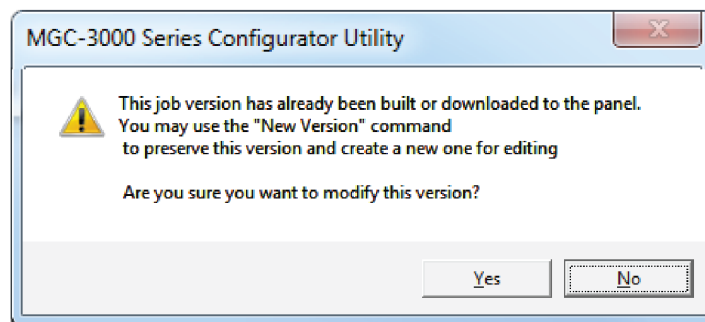 MGC-3000 Series Configurator Utility
This job version has already been built or downloaded to the panel.
You may use the "New Version" command
to preserve this version and create a new one for editing
Are you sure you want to modify this version?
Yes
No